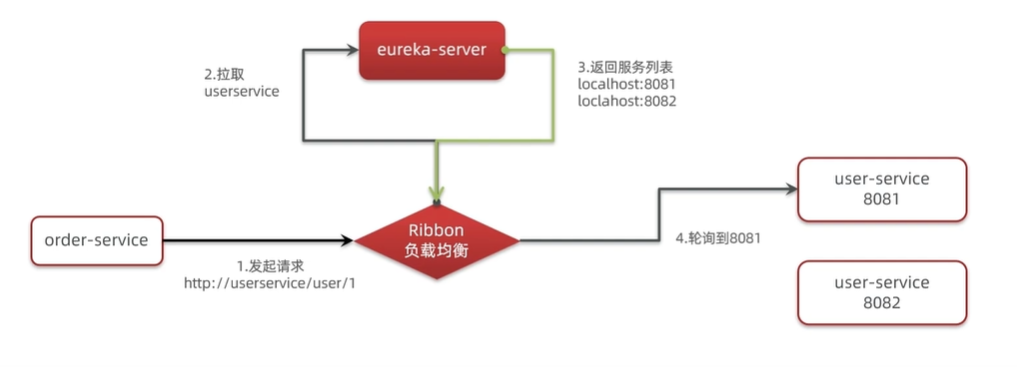 eureka-server
2.拉取
userservice
3.返回服务列表
localhost:8081
loclahost:8082
user-service
8081
order-service
Ribbon
负载均衡
4.轮询到8081
1.发起请求
http://userservice/user/1
user-service
8082